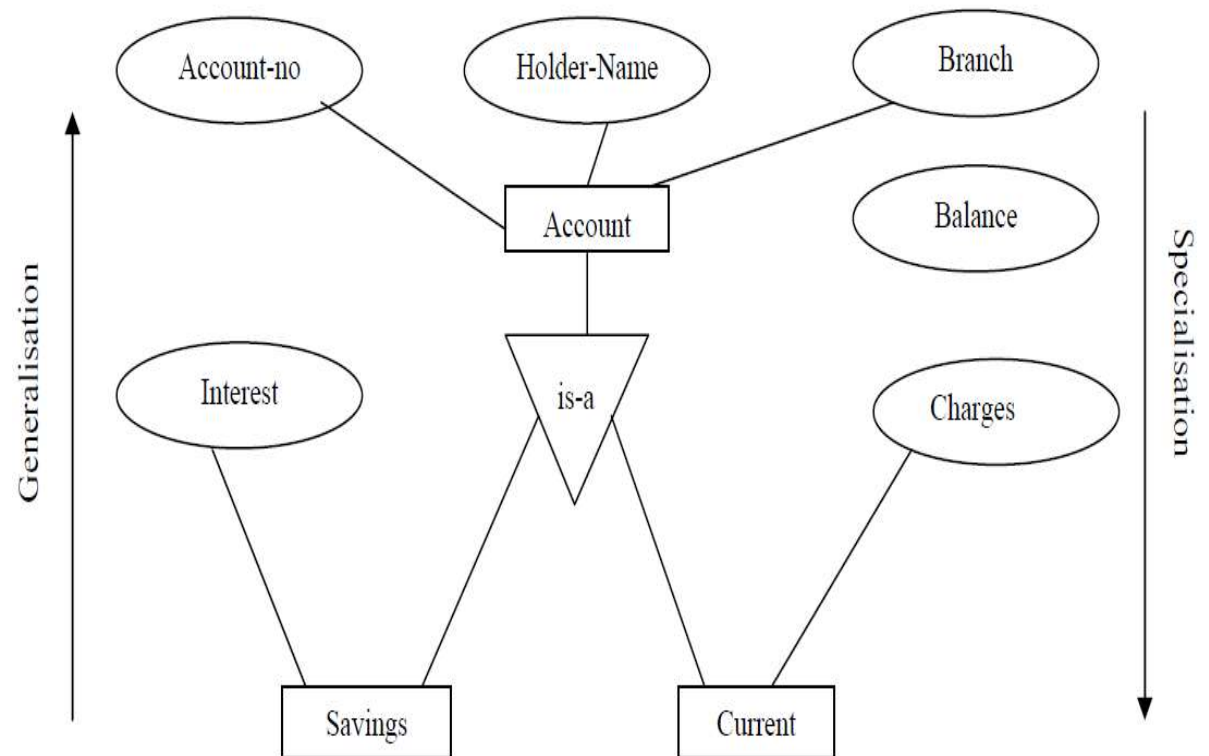 Account-no
Holder-Name
Branch
Account
Balance
Generalisation
Specialisation
Interest
is-a
Charges
Savings
Current